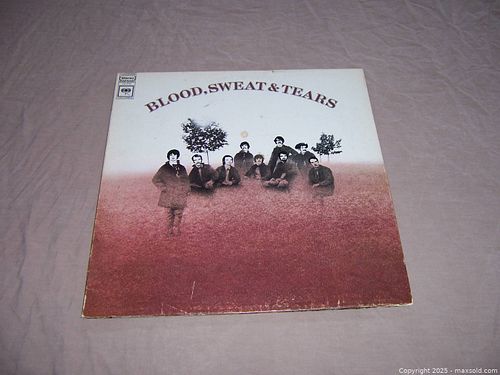 BLOOD, SWEAT & TEARS
Copyright 2025 - maxsold.com